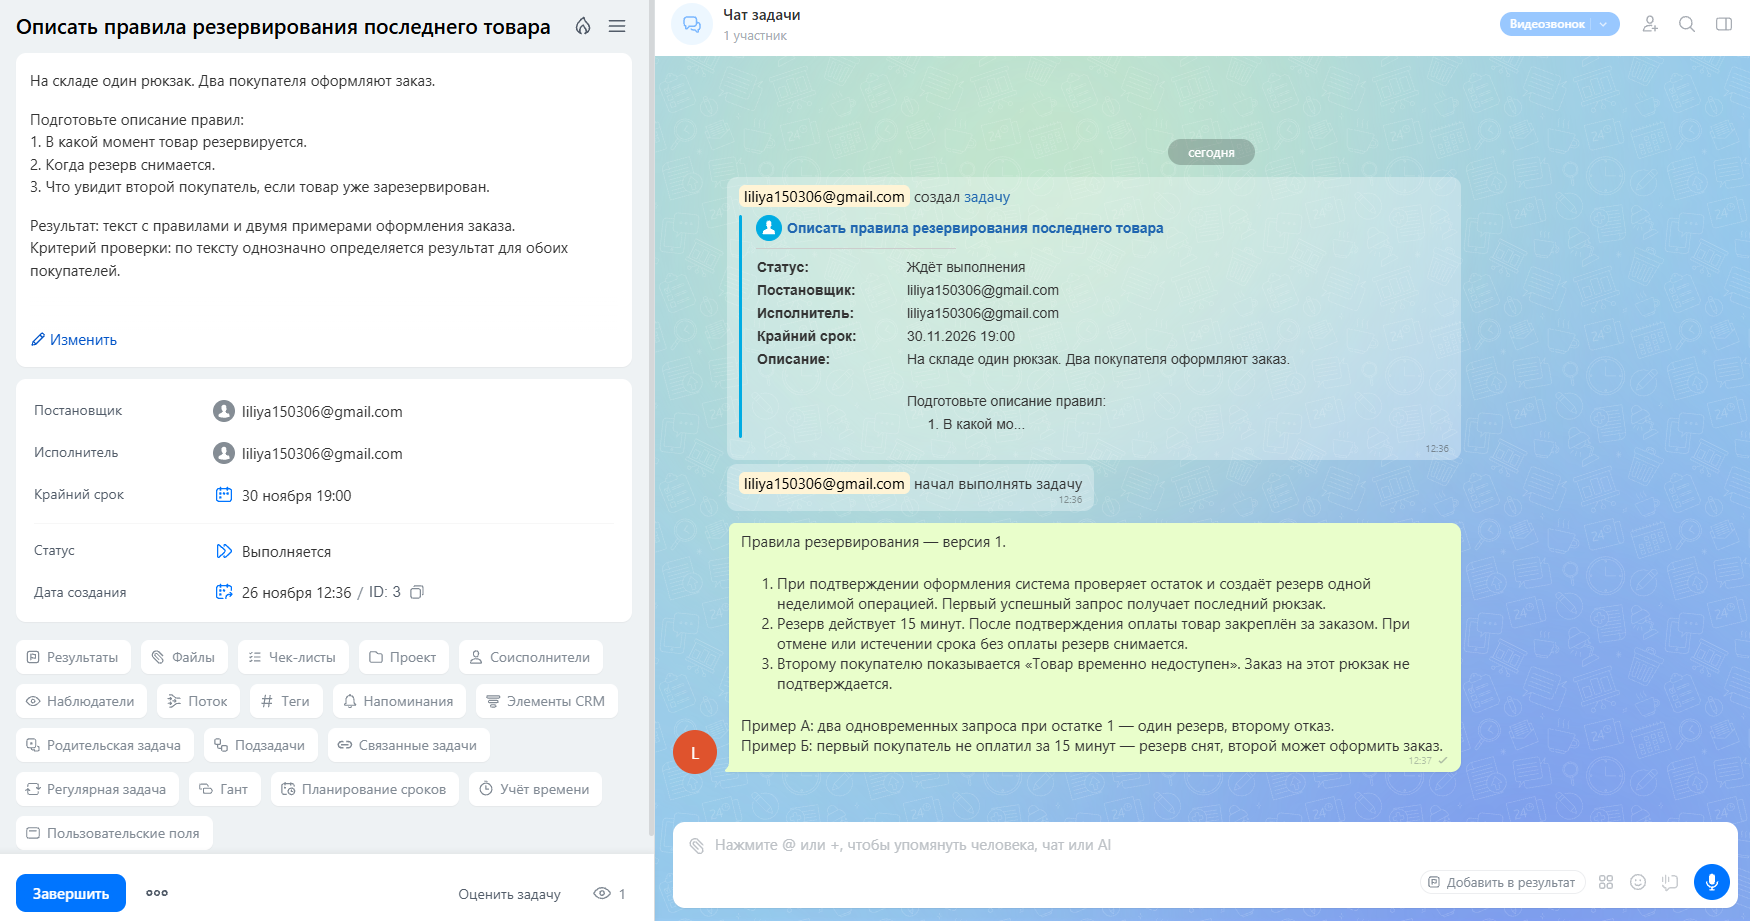 Описать правила резервирования последнего товара
На складе один рюкзак. Два покупателя оформляют заказ.
Подготовьте описание правил:
1. В какой момент товар резервируется.
2. Когда резерв снимается.
3. Что увидит второй покупатель, если товар уже зарезервирован.
Результат: текст с правилами и двумя примерами оформления заказа.
Критерий проверки: по тексту однозначно определяется результат для обоих
покупателей.
Изменить
Постановщик
liliya150306@gmail.com
Исполнитель
liliya150306@gmail.com
Крайний срок
30 ноября 19:00
Статус
Выполняется
Дата создания
26 ноября 12:36 / ID: 3
Результаты
Файлы
Чек-листы
Проект
Соисполнители
Наблюдатели
Поток
Теги
Напоминания
Элементы CRM
Родительская задача
Подзадачи
Связанные задачи
Регулярная задача
Гант
Планирование сроков
Учёт времени
Пользовательские поля
Завершить
Оценить задачу
1
Чат задачи
1 участник
Видеозвонок
сегодня
liliya150306@gmail.com создал задачу
Описать правила резервирования последнего товара
Статус: Ждёт выполнения
Постановщик: liliya150306@gmail.com
Исполнитель: liliya150306@gmail.com
Крайний срок: 30.11.2026 19:00
Описание: На складе один рюкзак. Два покупателя оформляют заказ.
Подготовьте описание правил:
1. В какой мо...
12:36
liliya150306@gmail.com начал выполнять задачу
12:36
Правила резервирования — версия 1.
1. При подтверждении оформления система проверяет остаток и создаёт резерв одной
неделимой операцией. Первый успешный запрос получает последний рюкзак.
2. Резерв действует 15 минут. После подтверждения оплаты товар закреплён за заказом. При
отмене или истечении срока без оплаты резерв снимается.
3. Второму покупателю показывается «Товар временно недоступен». Заказ на этот рюкзак не
подтверждается.
Пример А: два одновременных запроса при остатке 1 — один резерв, второму отказ.
Пример Б: первый покупатель не оплатил за 15 минут — резерв снят, второй может оформить заказ.
12:37
L
Нажмите @ или +, чтобы упомянуть человека, чат или AI
Добавить в результат